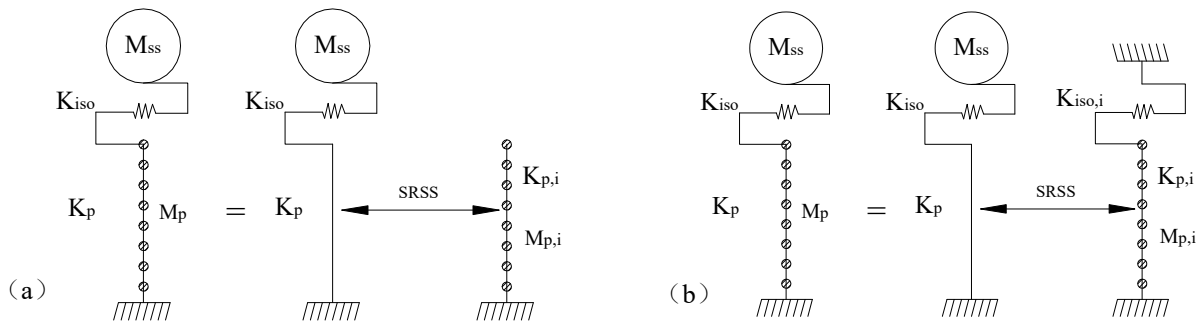 Mss
Kiso
Kp
Mp
=
Mss
Kiso
Kp
SRSS
Kp,i
Mp,i
（a）
Mss
Kiso
Kp
Mp
=
Mss
Kiso
Kp
SRSS
Kiso,i
Kp,i
Mp,i
（b）